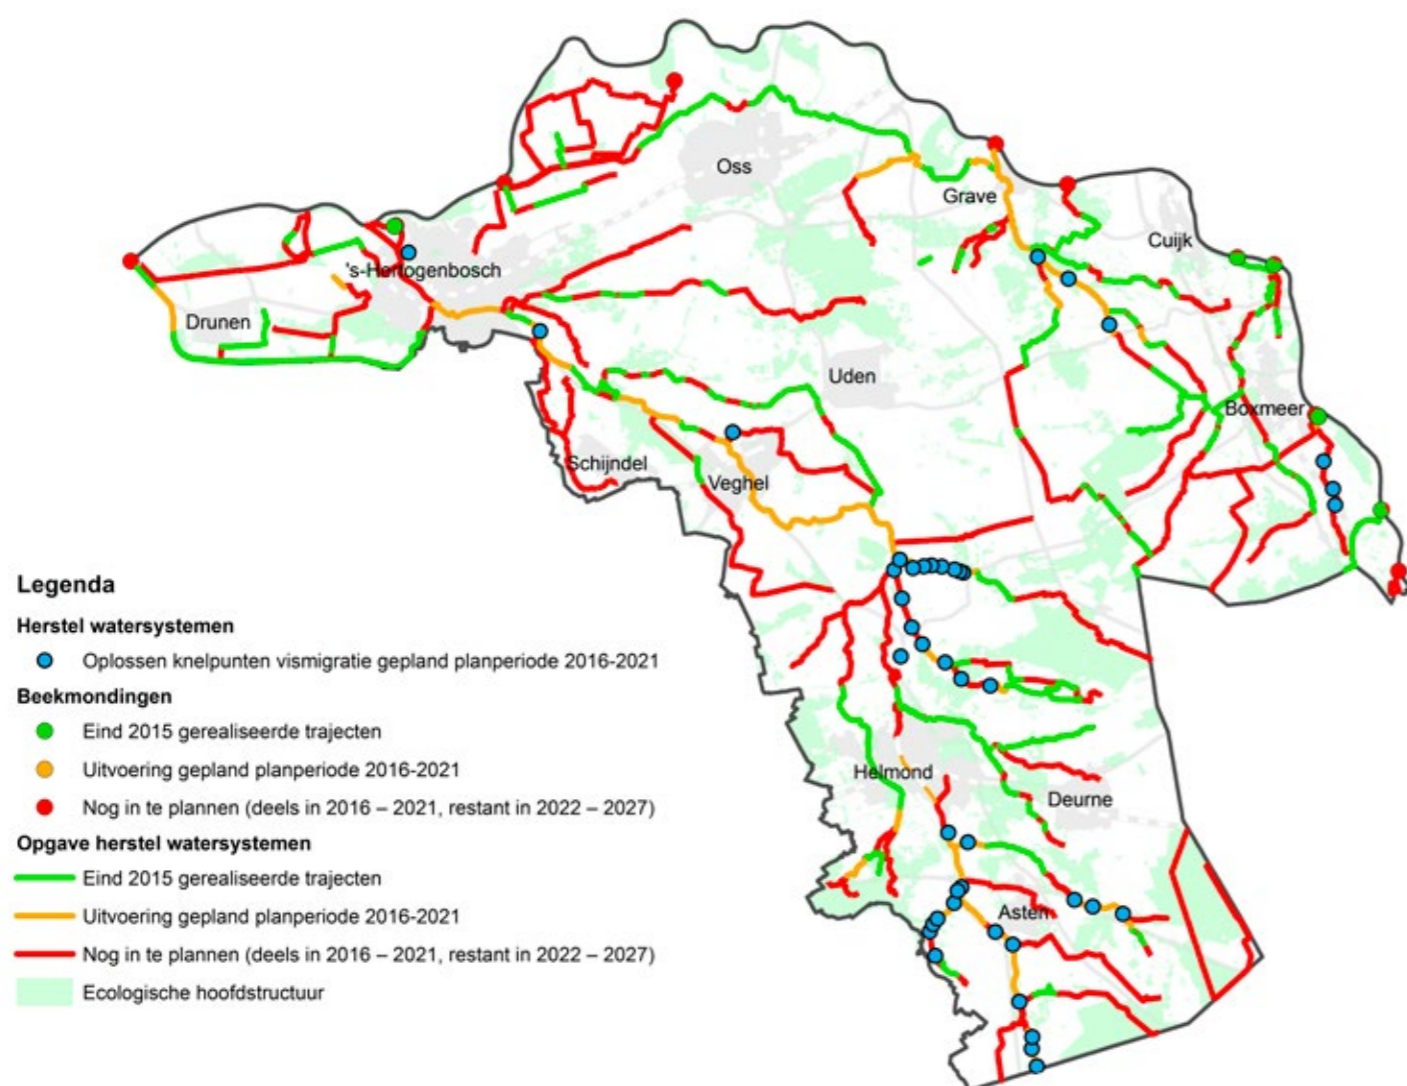 Oss
Grave
Cuijk
's-Hertogenbosch
Drunen
Uden
Boxmeer
Schijndel
Veghel
Helmond
Deurne
Asten
Legenda
Herstel watersystemen
Oplossen knelpunten vismigratie gepland planperiode 2016-2021
Beekmondingen
Eind 2015 gerealiseerde trajecten
Uitvoering gepland planperiode 2016-2021
Nog in te plannen (deels in 2016 – 2021, restant in 2022 – 2027)
Opgave herstel watersystemen
Eind 2015 gerealiseerde trajecten
Uitvoering gepland planperiode 2016-2021
Nog in te plannen (deels in 2016 – 2021, restant in 2022 – 2027)
Ecologische hoofdstructuur